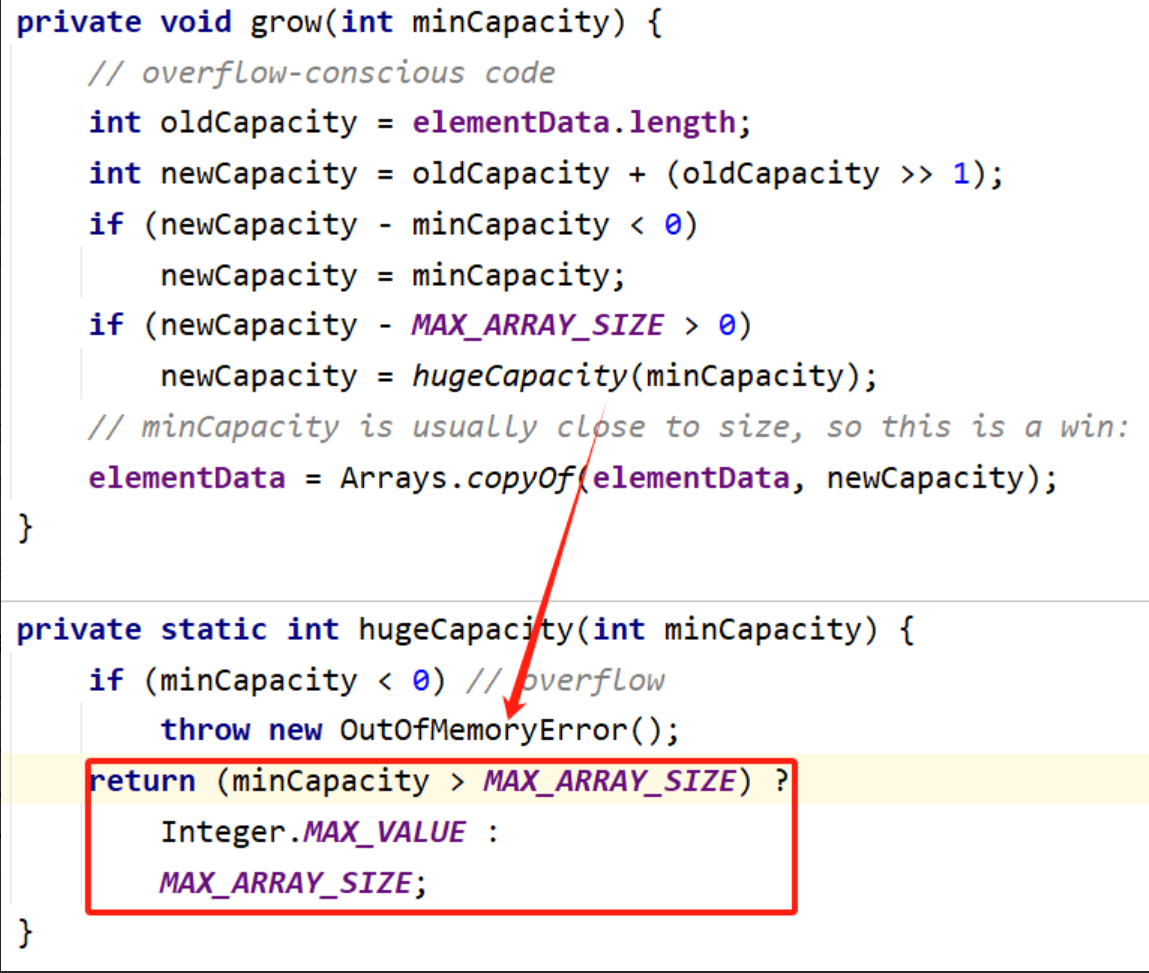 private void grow(int minCapacity) {
// overflow-conscious code
int oldCapacity = elementData.length;
int newCapacity = oldCapacity + (oldCapacity >> 1);
if (newCapacity - minCapacity < 0)
newCapacity = minCapacity;
if (newCapacity - MAX_ARRAY_SIZE > 0)
newCapacity = hugeCapacity(minCapacity);
// minCapacity is usually close to size, so this is a win:
elementData = Arrays.copyOf(elementData, newCapacity);
}
private static int hugeCapacity(int minCapacity) {
if (minCapacity < 0) // overflow
throw new OutOfMemoryError();
return (minCapacity > MAX_ARRAY_SIZE) ?
Integer.MAX_VALUE :
MAX_ARRAY_SIZE;
}